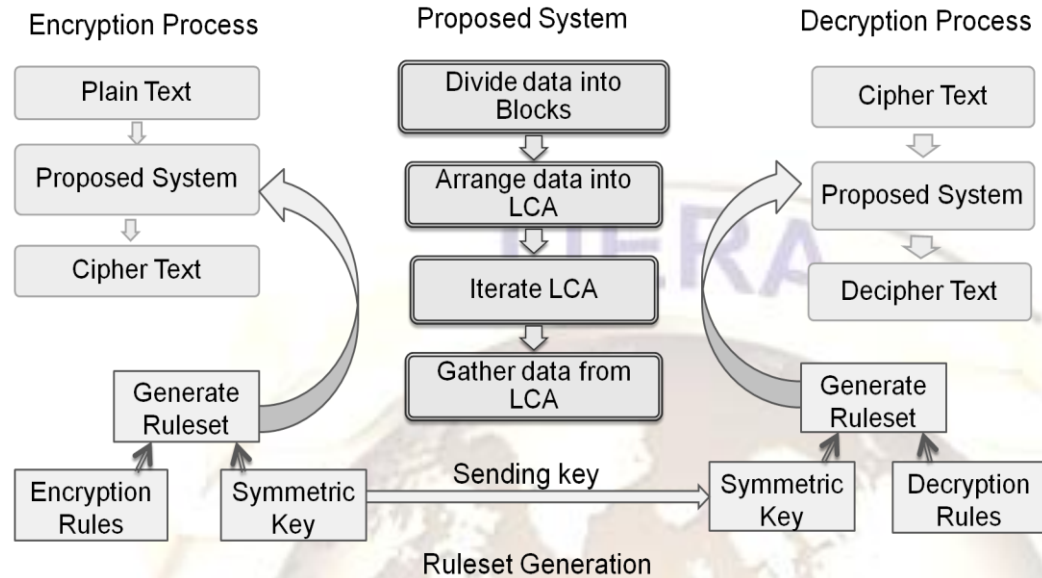 Encryption Process
Proposed System
Decryption Process
Plain Text
Proposed System
Cipher Text
Divide data into
Blocks
Arrange data into
LCA
Iterate LCA
Gather data from
LCA
Cipher Text
Proposed System
Decipher Text
Generate
Ruleset
Encryption
Rules
Symmetric
Key
Sending key
Generate
Ruleset
Symmetric
Key
Decryption
Rules
Ruleset Generation